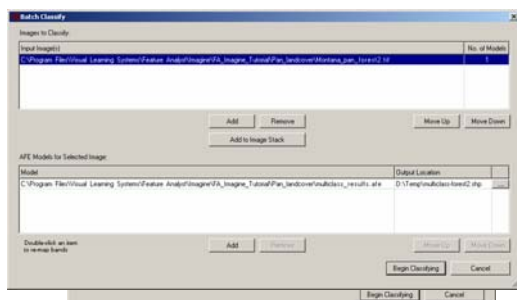 Batch Classify
Images to Classify:
Input Image(s) No. of Models
C:\Program Files\Visual Learning Systems\Feature Analyst\Imagine\FA_Imagine_Tutorial\Pan_landcover\Montana_pan_forest2.tif 1
Add Remove Move Up Move Down
Add to Image Stack
AFE Models for Selected Image:
Model Output Location
C:\Program Files\Visual Learning Systems\Feature Analyst\Imagine\FA_Imagine_Tutorial\Pan_landcover\multiclass_results.afe D:\Temp\multiclass-forest2.shp ...
Double-click an item
to re-map bands
Add Remove Move Up Move Down
Begin Classifying Cancel
Begin Classifying Cancel